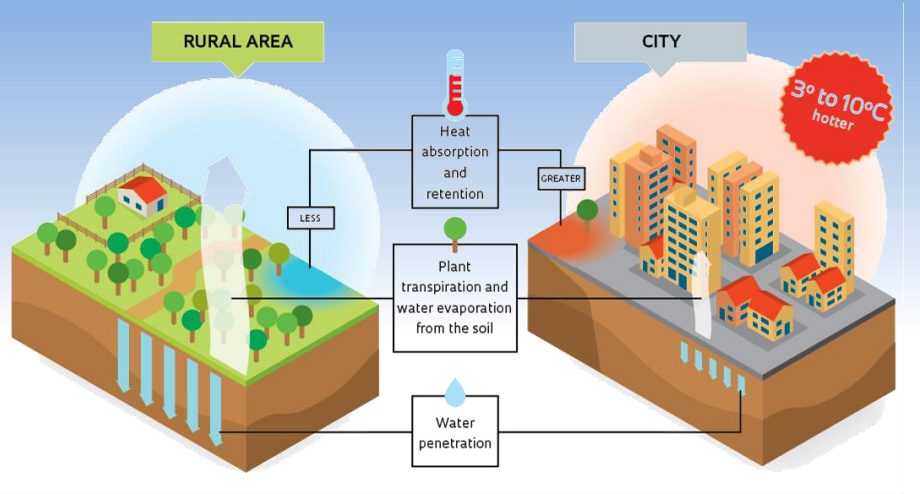 RURAL AREA
CITY
3° to 10°C
hotter
Heat
absorption
and
retention
LESS
GREATER
Plant
transpiration and
water evaporation
from the soil
Water
penetration